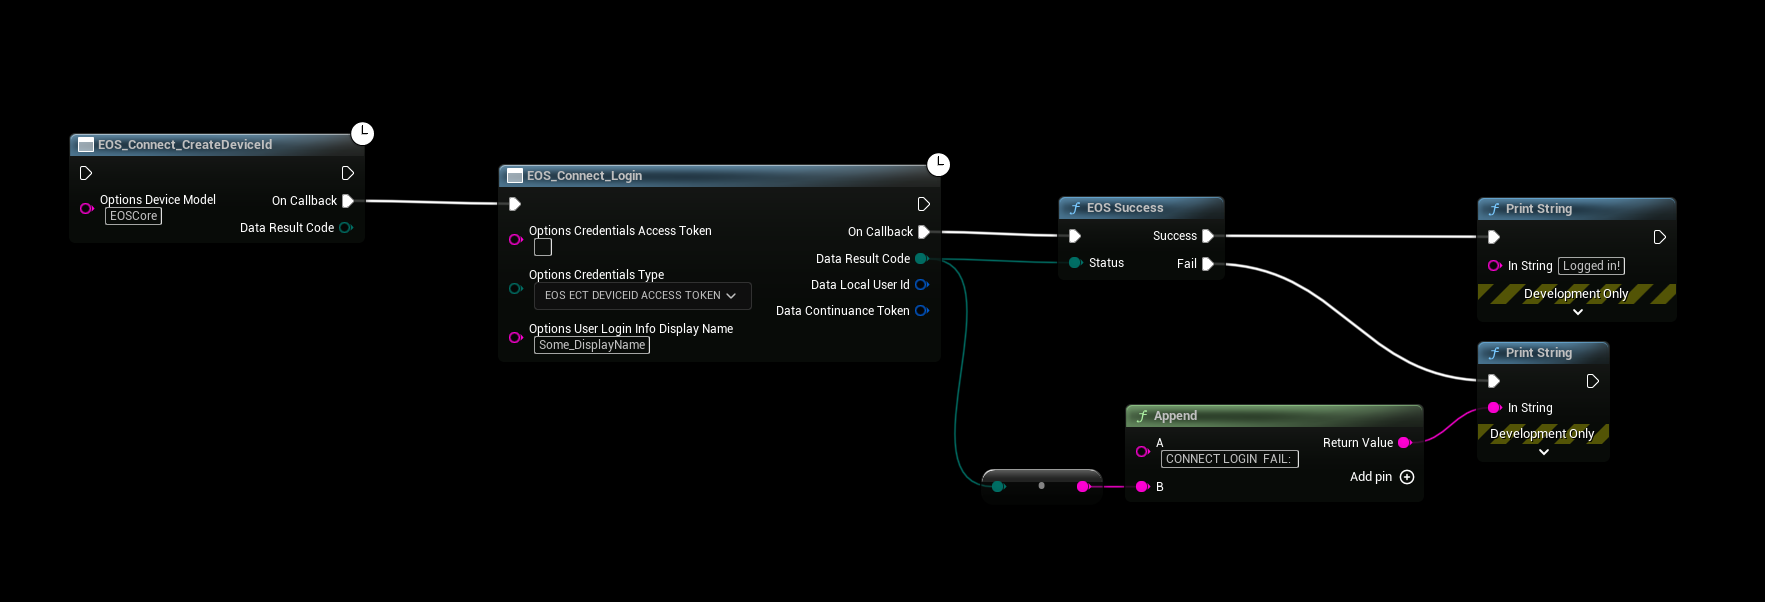 EOS_Connect_CreateDeviceId
Options Device Model
EOSCore
On Callback
Data Result Code
EOS_Connect_Login
Options Credentials Access Token
Options Credentials Type
EOS ECT DEVICEID ACCESS TOKEN
Options User Login Info Display Name
Some_DisplayName
On Callback
Data Result Code
Data Local User Id
Data Continuance Token
f EOS Success
Status
Success
Fail
f Print String
In String Logged in!
Development Only
f Print String
In String
Development Only
f Append
A
CONNECT LOGIN FAIL:
B
Return Value
Add pin